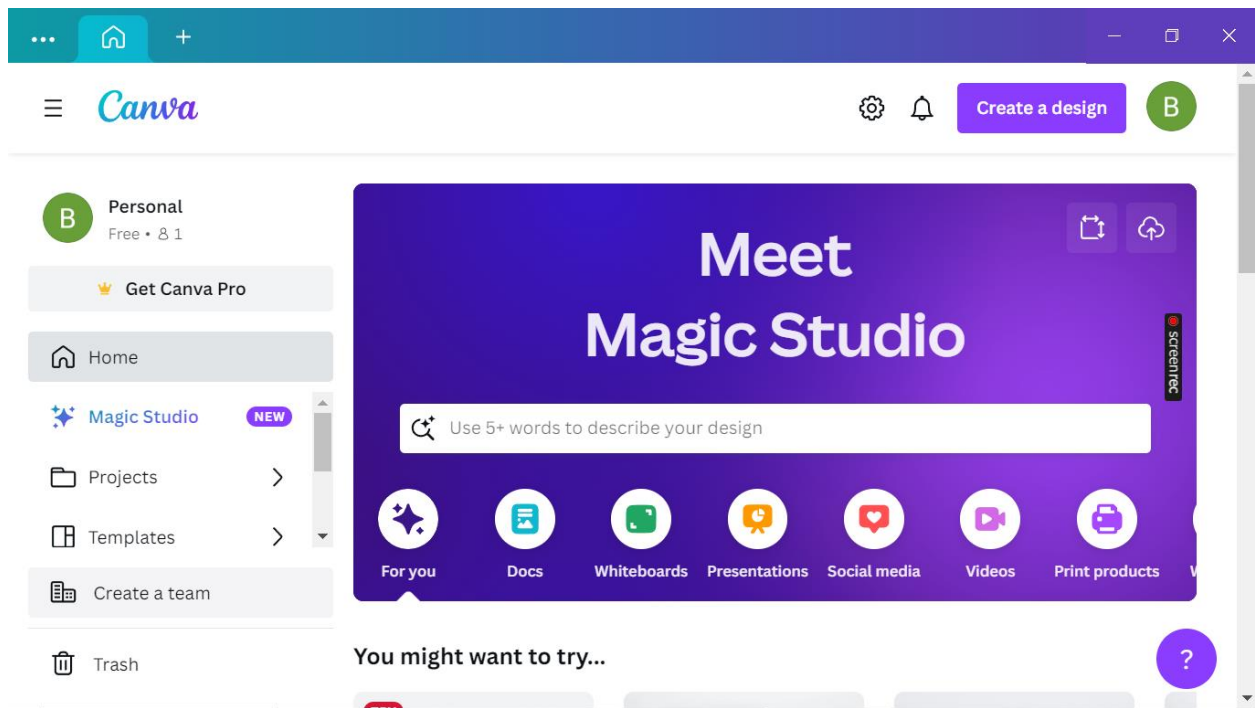 Canva
Create a design
B
B
Personal
Free • 1
Get Canva Pro
Home
Magic Studio NEW
Projects
Templates
Create a team
Trash
Meet
Magic Studio
screenrec
Use 5+ words to describe your design
For you Docs Whiteboards Presentations Social media Videos Print products
You might want to try...
?